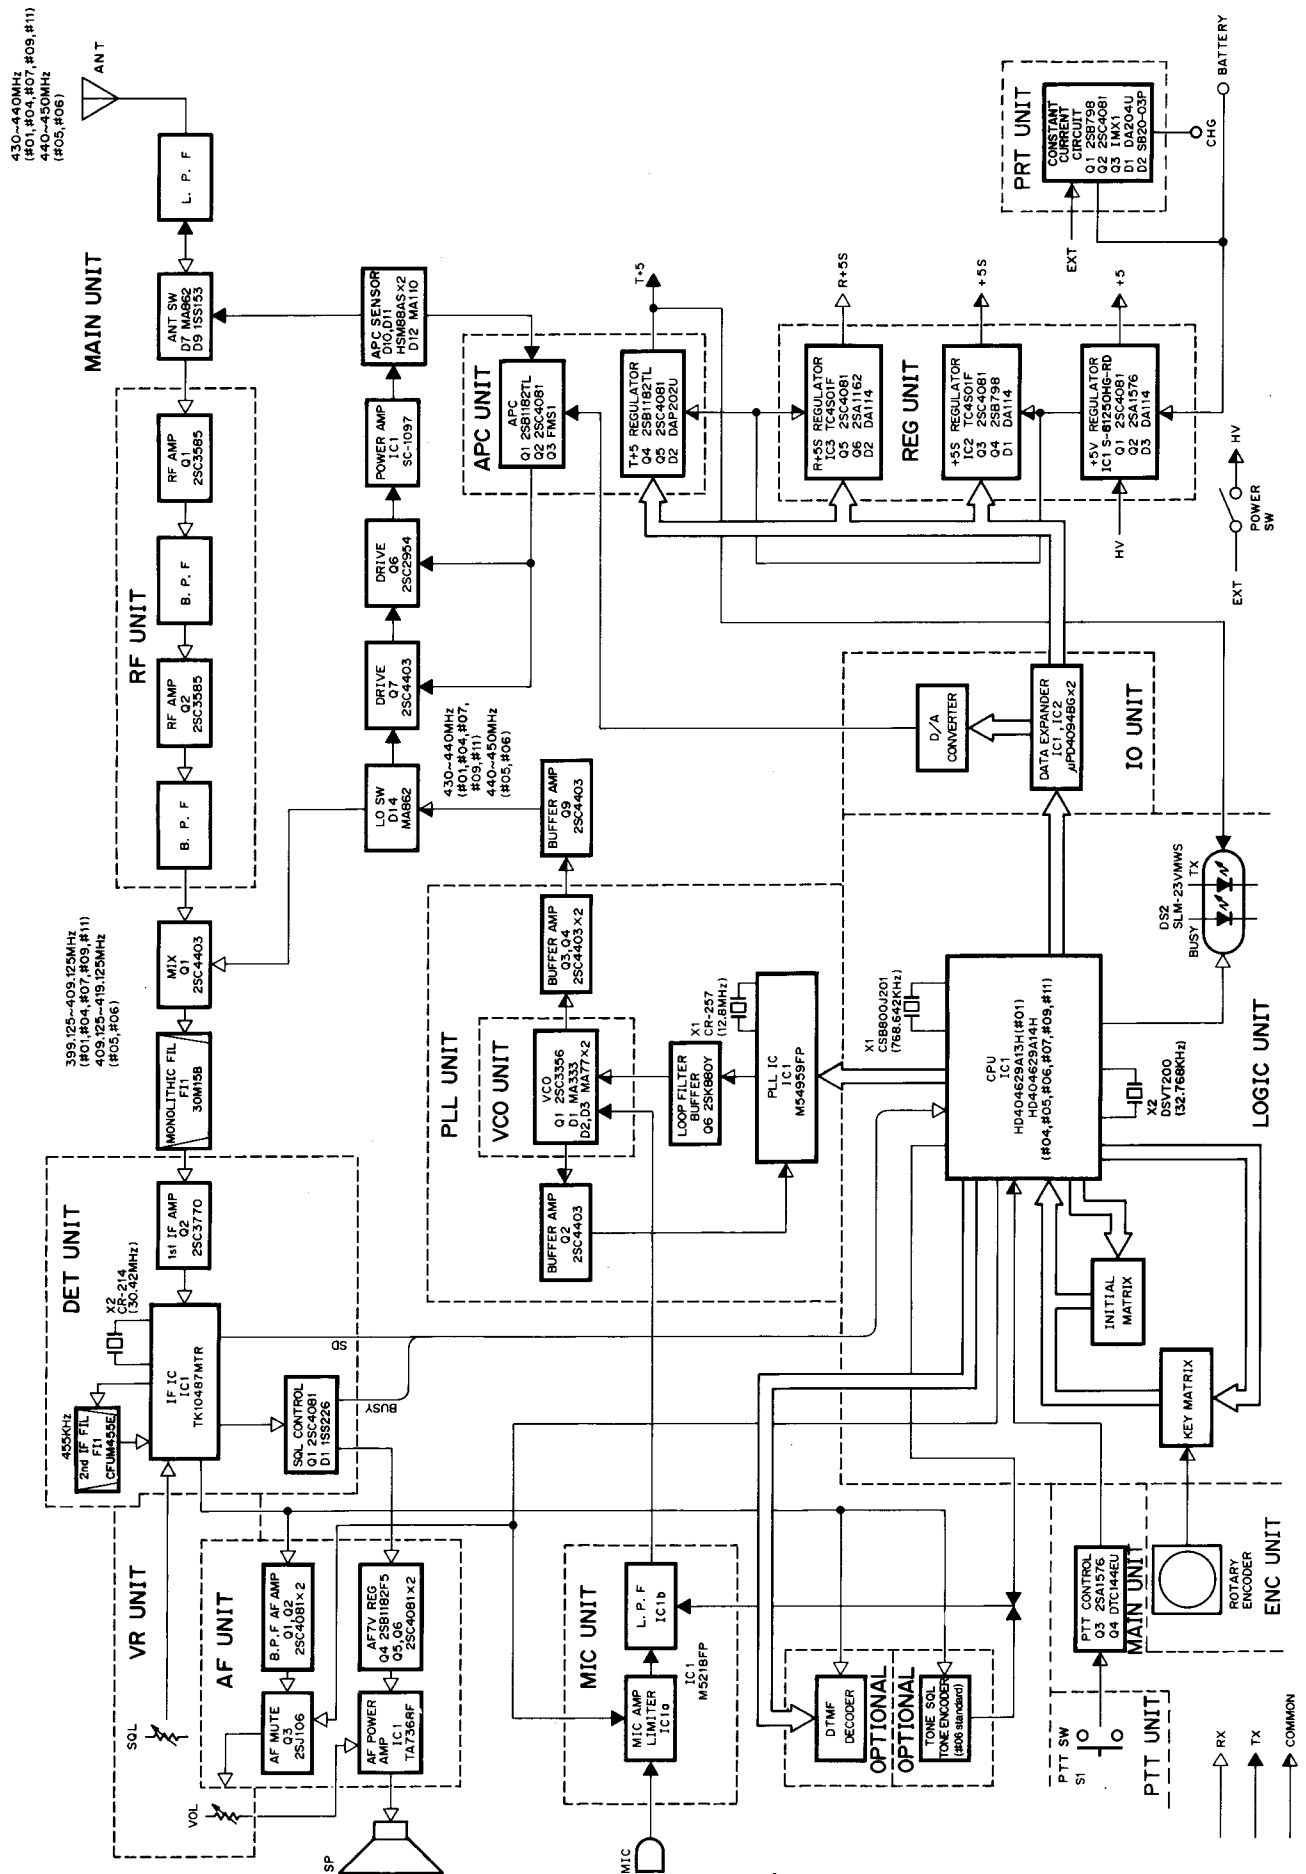 430~440MHz
(#01,#04,#07,#09,#11)
440~450MHz
(#05,#06)
ANT
L. P. F
MAIN UNIT
ANT SW
D7 MA862
D9 1SS153
RF UNIT
RF AMP
Q1
2SC3585
B. P. F
RF AMP
Q2
2SC3585
B. P. F
399.125~409.125MHz
(#01,#04,#07,#09,#11)
409.125~419.125MHz
(#05,#06)
MIX
Q1
2SC4403
MONOLITHIC FIL
FI1
30M15B
DET UNIT
1st IF AMP
Q2
2SC3770
X2
CR-214
(30.42MHz)
IF IC
IC1
TK10487MTR
455KHz
2nd IF FIL
FI1
CFUM455E
SQL CONTROL
Q1 2SC4081
D1 1SS226
SD
BUSY
VR UNIT
SQL
VOL
AF UNIT
B.P.F AF AMP
Q1,Q2
2SC4081×2
AF MUTE
Q3
2SJ106
AF7V REG
Q4 2SB1182F5
Q5,Q6
2SC4081×2
AF POWER
AMP
IC1
TA7368F
SP
APC SENSOR
D10,D11
HSM88AS×2
D12 MA110
POWER AMP
IC1
SC-1097
DRIVE
Q6
2SC2954
DRIVE
Q7
2SC4403
LO SW
D14
MA862
430~440MHz
(#01,#04,#07,
#09,#11)
440~450MHz
(#05,#06)
APC UNIT
APC
Q1 2SB1182TL
Q2 2SC4081
Q3 FMS1
T+5 REGULATOR
Q4 2SB1182TL
Q5 2SC4081
D2 DAP202U
T+5
BUFFER AMP
Q9
2SC4403
PLL UNIT
BUFFER AMP
Q3,Q4
2SC4403×2
VCO UNIT
VCO
Q1 2SC3356
D1 MA333
D2,D3 MA77×2
BUFFER AMP
Q2
2SC4403
LOOP FILTER
BUFFER
Q6 2SK880Y
X1
CR-257
(12.8MHz)
PLL IC
IC1
M54959FP
MIC UNIT
L. P. F
IC1b
MIC AMP
LIMITER
IC1a
IC1
M5218FP
MIC
REG UNIT
R+5S REGULATOR
IC3 TC4S01F
Q5 2SC4081
Q6 2SA1162
D2 DA114
R+5S
+5S REGULATOR
IC2 TC4S01F
Q3 2SC4081
Q4 2SB798
D1 DA114
+5S
+5V REGULATOR
IC1 S-81250HG-RD
Q1 2SC4081
Q2 2SA1576
D3 DA114
+5
HV
PRT UNIT
CONSTANT
CURRENT
CIRCUIT
Q1 2SB798
Q2 2SC4081
Q3 IMX1
D1 DA204U
D2 SB20-03P
EXT
CHG
BATTERY
HV
POWER
SW
EXT
IO UNIT
D/A
CONVERTER
DATA EXPANDER
IC1, IC2
μPD4094BG×2
LOGIC UNIT
X1
CSB800J201
(768.642KHz)
CPU
IC1
HD404629A13H(#01)
HD404629A14H
(#04,#05,#06,#07,#09,#11)
X2
DSVT200
(32.768KHz)
DS2
SLM-23VMWS
BUSY
TX
INITIAL
MATRIX
KEY MATRIX
DTMF
DECODER
OPTIONAL
TONE SQL
TONE ENCODER
(#06 standard)
OPTIONAL
MAIN UNIT
PTT CONTROL
Q3 2SA1576
Q4 DTC144EU
PTT SW
S1
PTT UNIT
ROTARY
ENCODER
ENC UNIT
RX
TX
COMMON